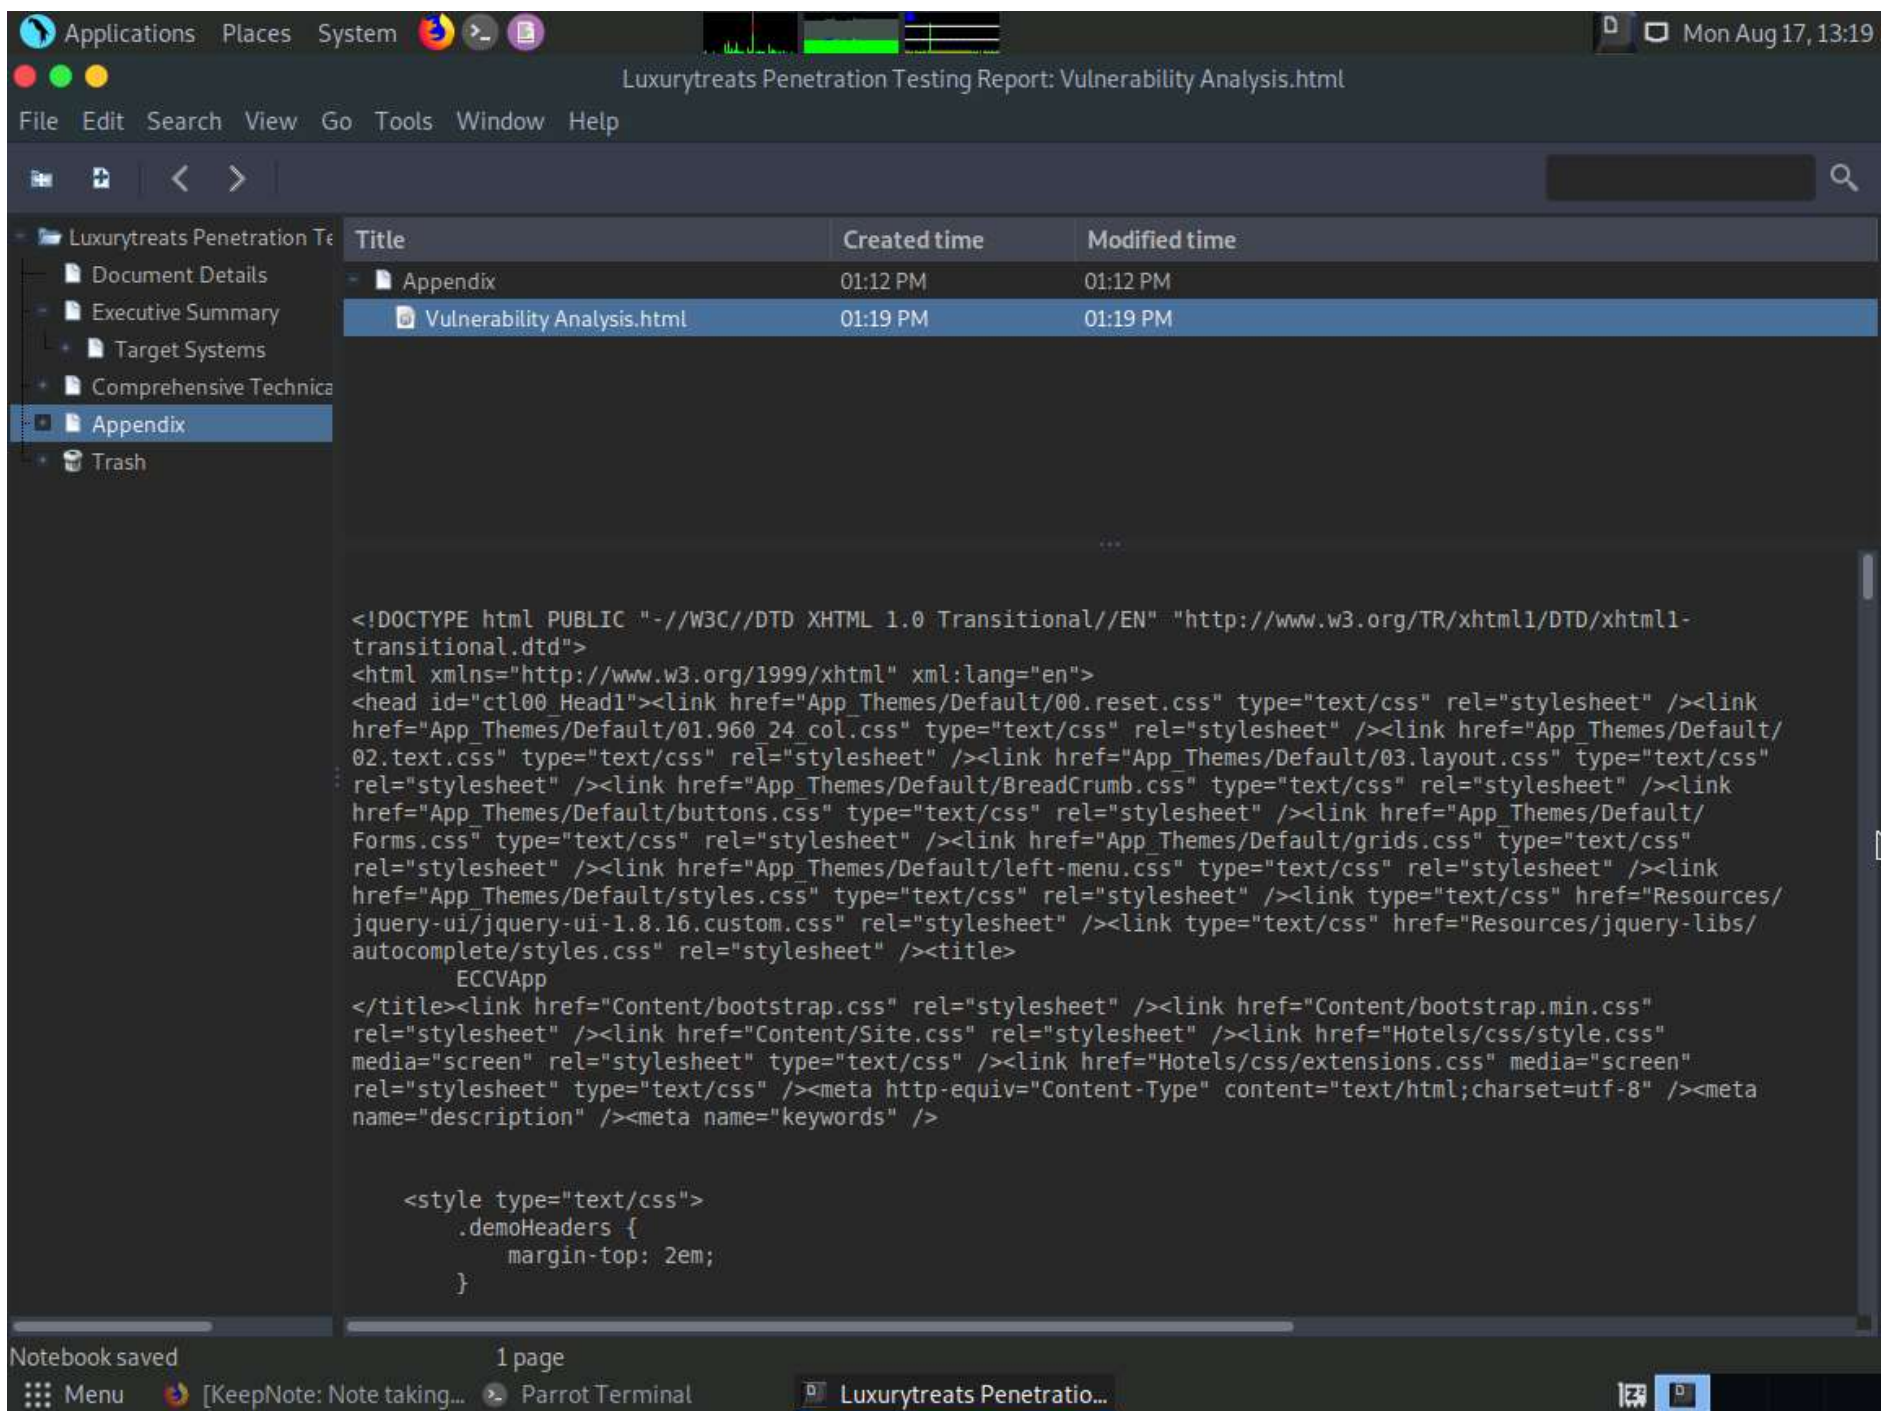 Applications Places System Mon Aug 17, 13:19
Luxurytreats Penetration Testing Report: Vulnerability Analysis.html
File Edit Search View Go Tools Window Help
Luxurytreats Penetration Te
Document Details
Executive Summary
Target Systems
Comprehensive Technica
Appendix
Trash
Title Created time Modified time
Appendix 01:12 PM 01:12 PM
Vulnerability Analysis.html 01:19 PM 01:19 PM
<!DOCTYPE html PUBLIC "-//W3C//DTD XHTML 1.0 Transitional//EN" "http://www.w3.org/TR/xhtml1/DTD/xhtml1-
transitional.dtd">
<html xmlns="http://www.w3.org/1999/xhtml" xml:lang="en">
<head id="ctl00_Head1"><link href="App_Themes/Default/00.reset.css" type="text/css" rel="stylesheet" /><link
href="App_Themes/Default/01.960_24_col.css" type="text/css" rel="stylesheet" /><link href="App_Themes/Default/
02.text.css" type="text/css" rel="stylesheet" /><link href="App_Themes/Default/03.layout.css" type="text/css"
rel="stylesheet" /><link href="App_Themes/Default/BreadCrumb.css" type="text/css" rel="stylesheet" /><link
href="App_Themes/Default/buttons.css" type="text/css" rel="stylesheet" /><link href="App_Themes/Default/
Forms.css" type="text/css" rel="stylesheet" /><link href="App_Themes/Default/grids.css" type="text/css"
rel="stylesheet" /><link href="App_Themes/Default/left-menu.css" type="text/css" rel="stylesheet" /><link
href="App_Themes/Default/styles.css" type="text/css" rel="stylesheet" /><link type="text/css" href="Resources/
jquery-ui/jquery-ui-1.8.16.custom.css" rel="stylesheet" /><link type="text/css" href="Resources/jquery-libs/
autocomplete/styles.css" rel="stylesheet" /><title>
ECCVApp
</title><link href="Content/bootstrap.css" rel="stylesheet" /><link href="Content/bootstrap.min.css"
rel="stylesheet" /><link href="Content/Site.css" rel="stylesheet" /><link href="Hotels/css/style.css"
media="screen" rel="stylesheet" type="text/css" /><link href="Hotels/css/extensions.css" media="screen"
rel="stylesheet" type="text/css" /><meta http-equiv="Content-Type" content="text/html;charset=utf-8" /><meta
name="description" /><meta name="keywords" />
<style type="text/css">
.demoHeaders {
margin-top: 2em;
}
Notebook saved 1 page
Menu [KeepNote: Note taking... Parrot Terminal Luxurytreats Penetratio...